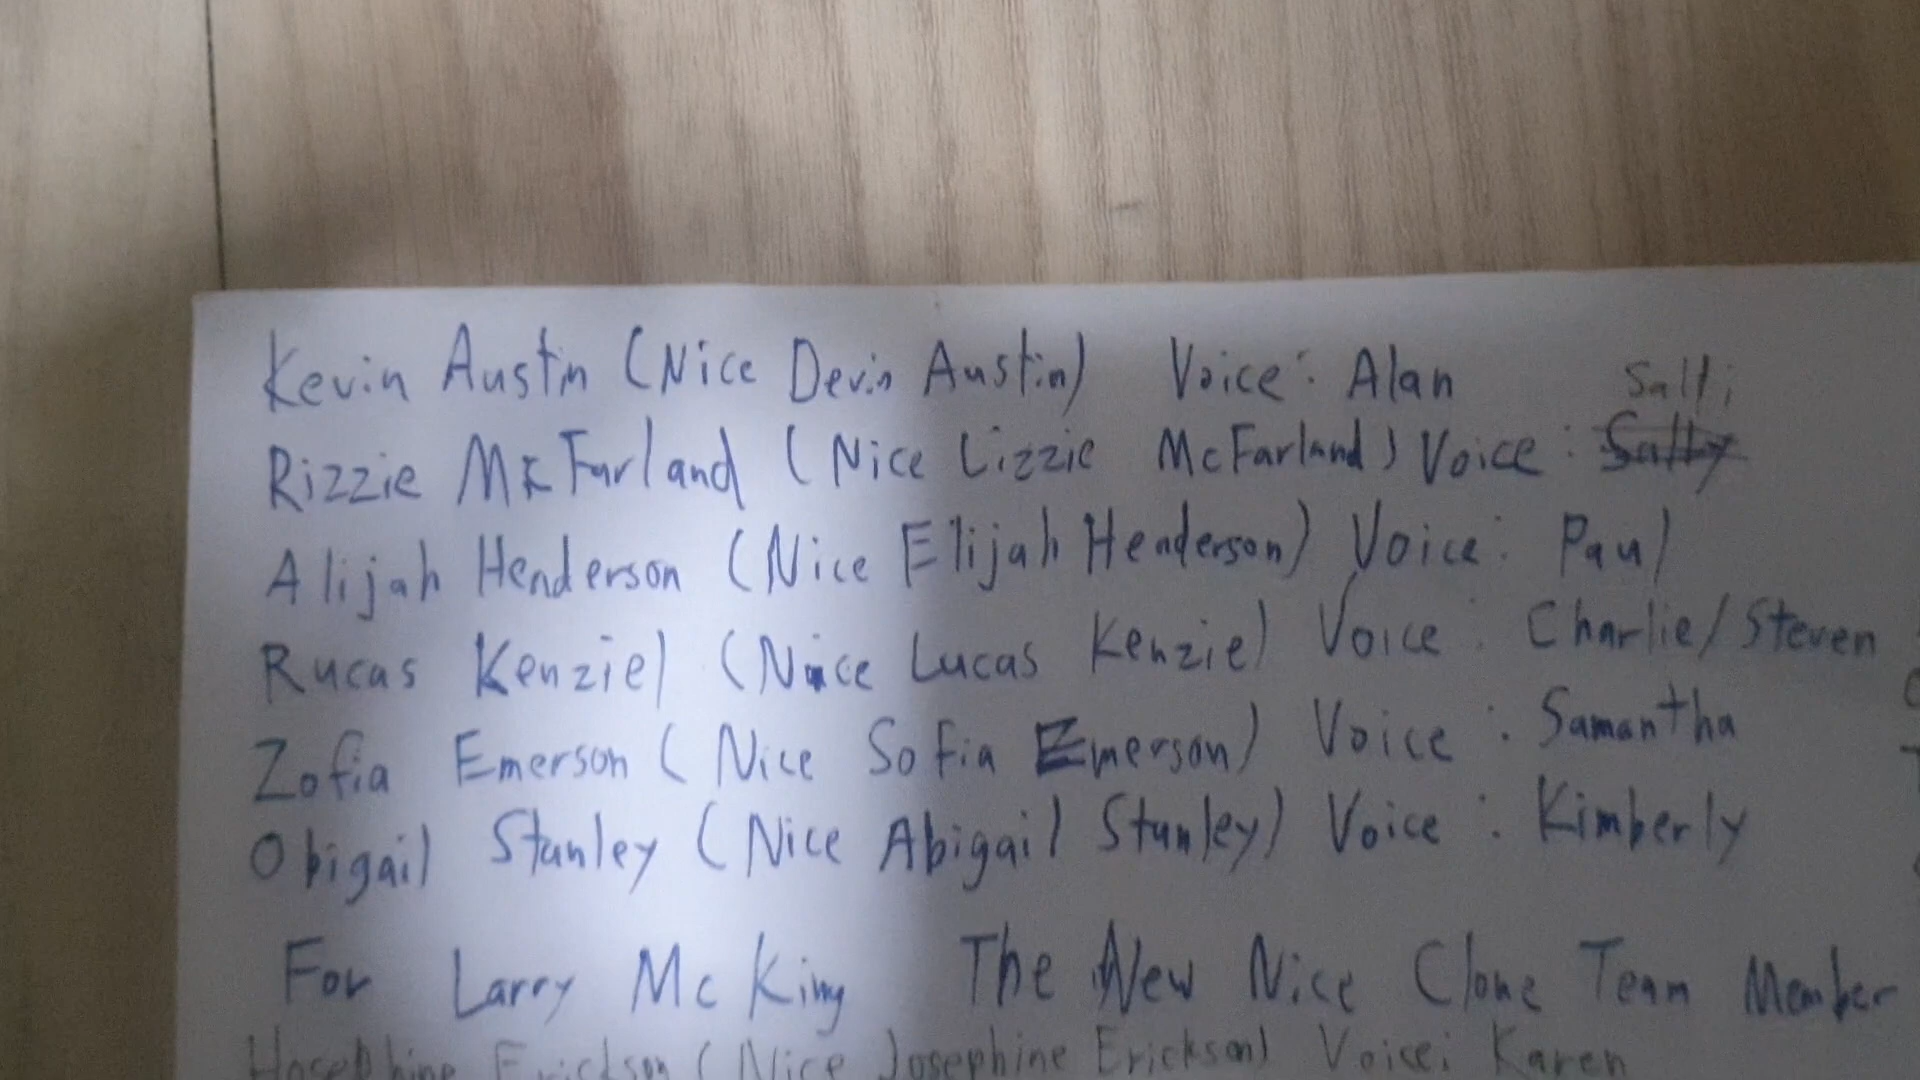 Kevin Austin (Nice Devin Austin) Voice: Alan
Salli
Rizzie McFarland (Nice Lizzie McFarland) Voice: Sally
Alijah Henderson (Nice Elijah Henderson) Voice: Paul
Rucas Kenziel (Nice Lucas Kenzie) Voice: Charlie/Steven
Zofia Emerson (Nice Sofia Emerson) Voice: Samantha
Obigail Stanley (Nice Abigail Stanley) Voice: Kimberly
For Larry McKing The New Nice Clone Team Member
Hosephine Erickson (Nice Josephine Erickson) Voice: Karen